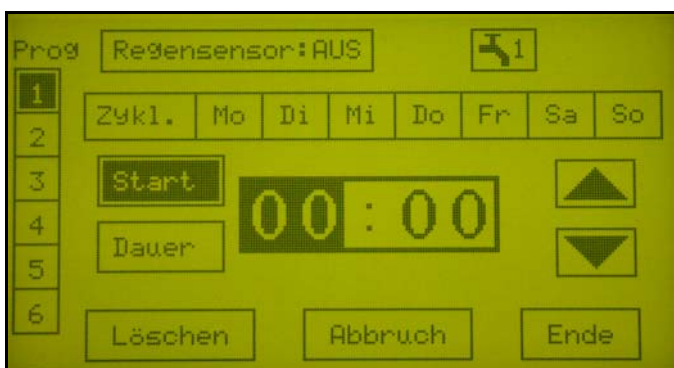 Prog Regensensor:AUS 1
1
Zykl. Mo Di Mi Do Fr Sa So
2
3 Start
00:00
4
Dauer
5
6
Löschen Abbruch Ende